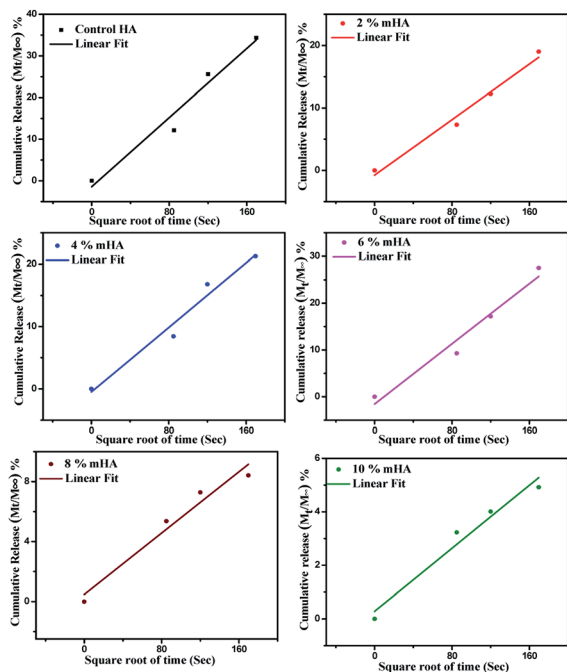 Control HA
Linear Fit
Cumulative Release (Mt/M∞) %
40
30
20
10
0
0
80
160
Square root of time (Sec)
2 % mHA
Linear Fit
Cumulative Release (Mt/M∞) %
20
10
0
0
80
160
Square root of time (Sec)
4 % mHA
Linear Fit
Cumulative Release (Mt/M∞) %
20
10
0
0
80
160
Square root of time (Sec)
6 % mHA
Linear Fit
Cumulative release (Mt/M~) %
30
20
10
0
0
80
160
Square root of time (Sec)
8 % mHA
Linear Fit
Cumulative Release (Mt/M∞) %
8
4
0
0
80
160
Square root of time (Sec)
10 % mHA
Linear Fit
Cumulative release (Mt/M~) %
6
4
2
0
0
80
160
Square root of time (Sec)